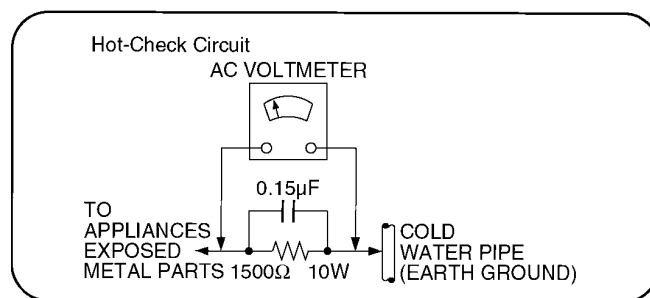 Hot-Check Circuit
AC VOLTMETER
0.15µF
TO
APPLIANCES
EXPOSED
METAL PARTS
1500Ω 10W
COLD
WATER PIPE
(EARTH GROUND)